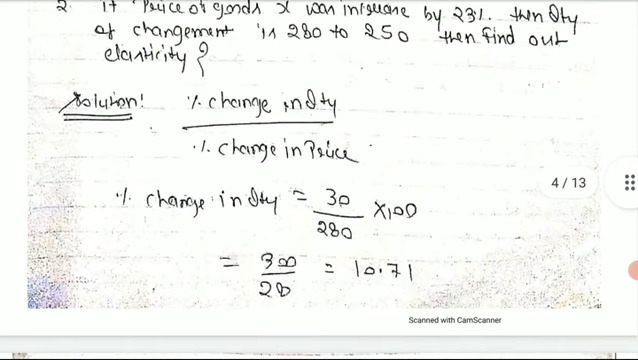 2. If Price of goods X was increase by 23%. then Qty
of changement is 280 to 250 then find out
elasticity?
Solution! % change in Qty
% change in Price
% change in Qty = 30/280 X100
= 300/28 = 10.71
4 / 13
Scanned with CamScanner